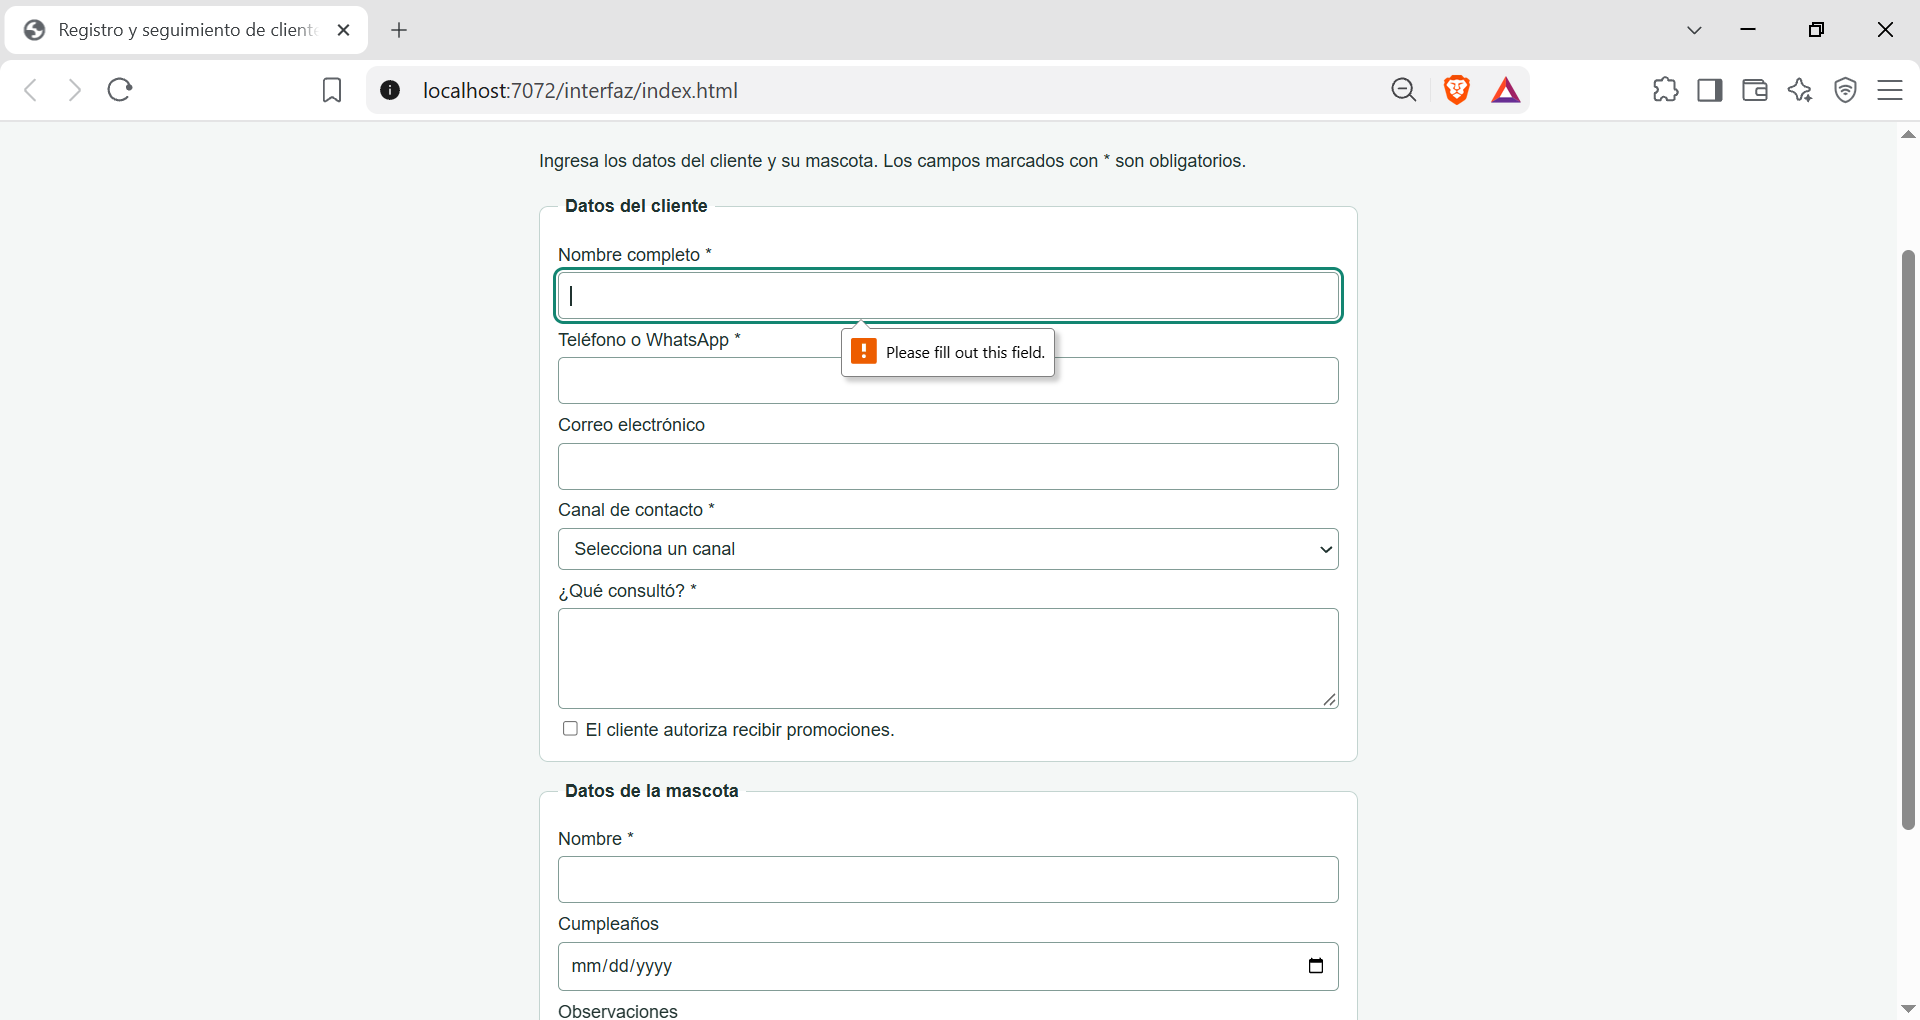 Registro y seguimiento de cliente
localhost:7072/interfaz/index.html
Ingresa los datos del cliente y su mascota. Los campos marcados con * son obligatorios.
Datos del cliente
Nombre completo *
Teléfono o WhatsApp *
Please fill out this field.
Correo electrónico
Canal de contacto *
Selecciona un canal
¿Qué consultó? *
El cliente autoriza recibir promociones.
Datos de la mascota
Nombre *
Cumpleaños
mm/dd/yyyy
Observaciones